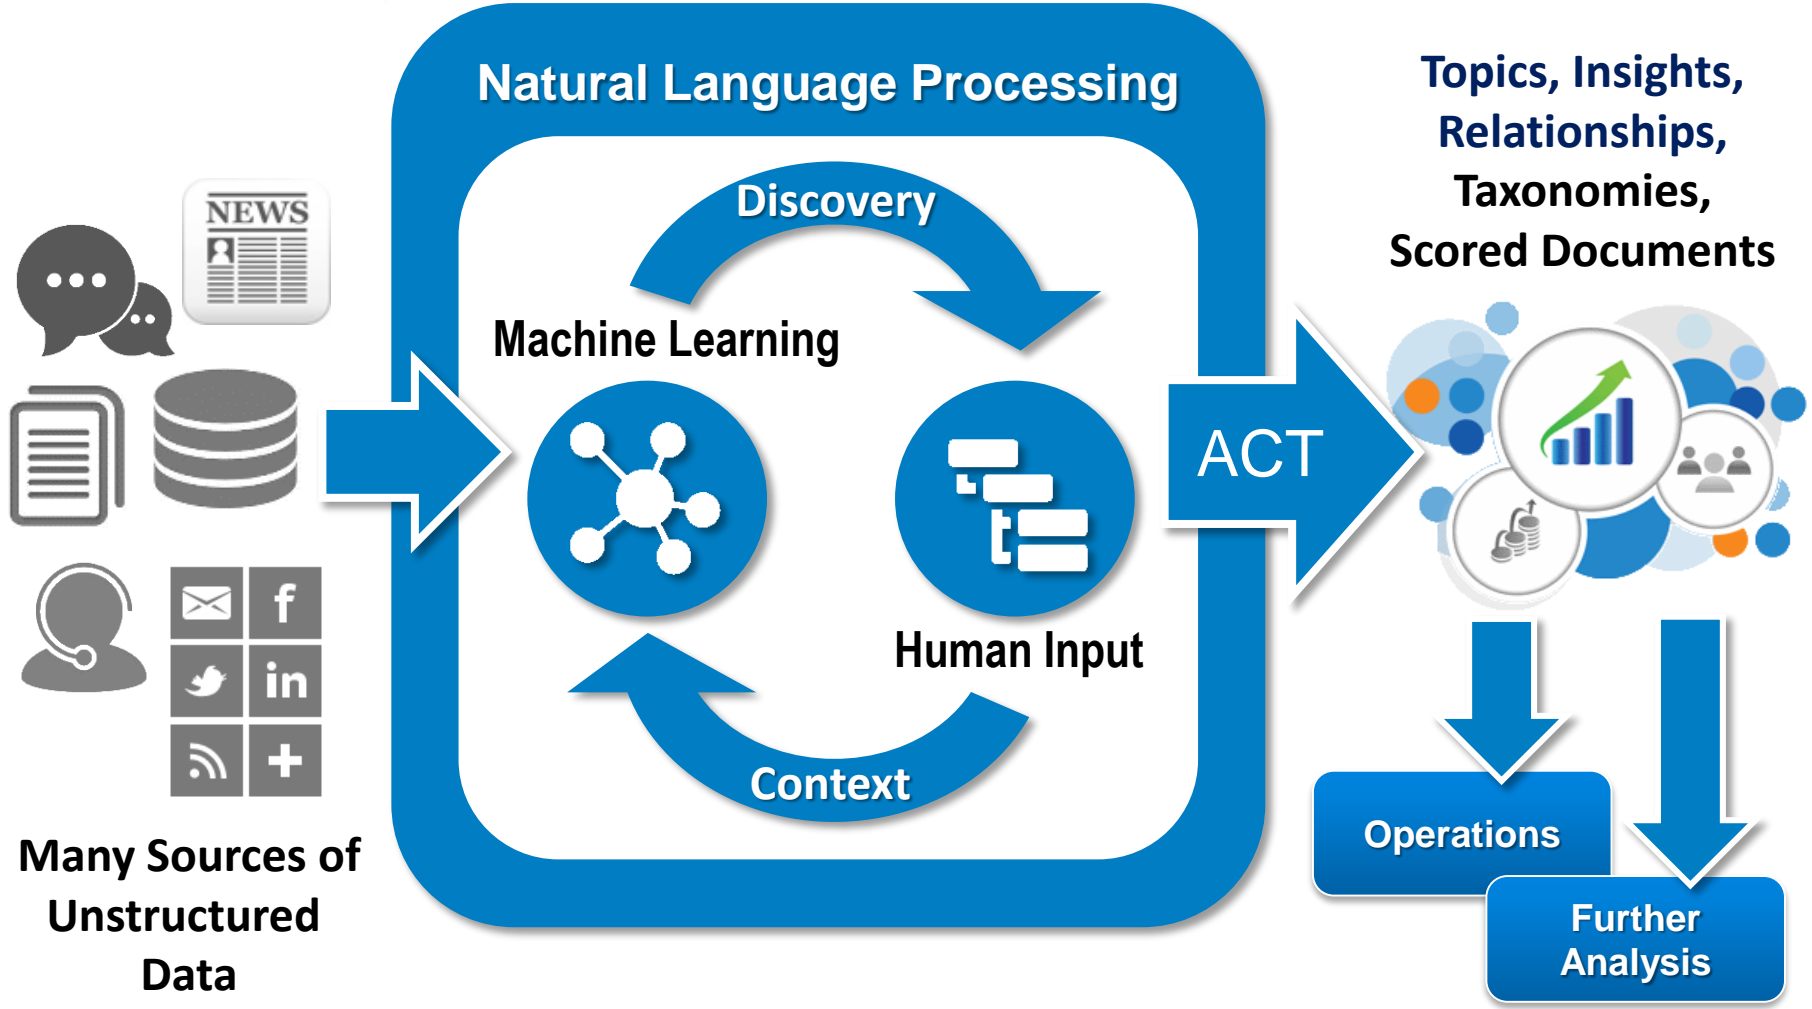 Natural Language Processing
Topics, Insights,
Relationships,
Taxonomies,
Scored Documents
NEWS
Discovery
Machine Learning
ACT
Human Input
f
in
Context
Many Sources of
Unstructured
Data
Operations
Further
Analysis